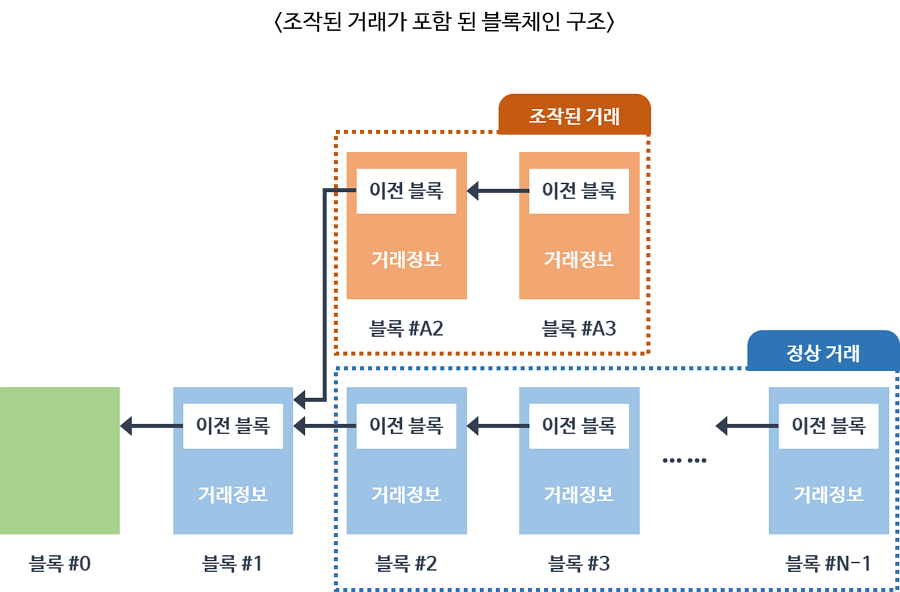 〈조작된 거래가 포함 된 블록체인 구조〉
조작된 거래
이전 블록
이전 블록
거래정보
거래정보
블록 #A2
블록 #A3
정상 거래
이전 블록
이전 블록
이전 블록
이전 블록
... ...
거래정보
거래정보
거래정보
거래정보
블록 #0
블록 #1
블록 #2
블록 #3
블록 #N-1